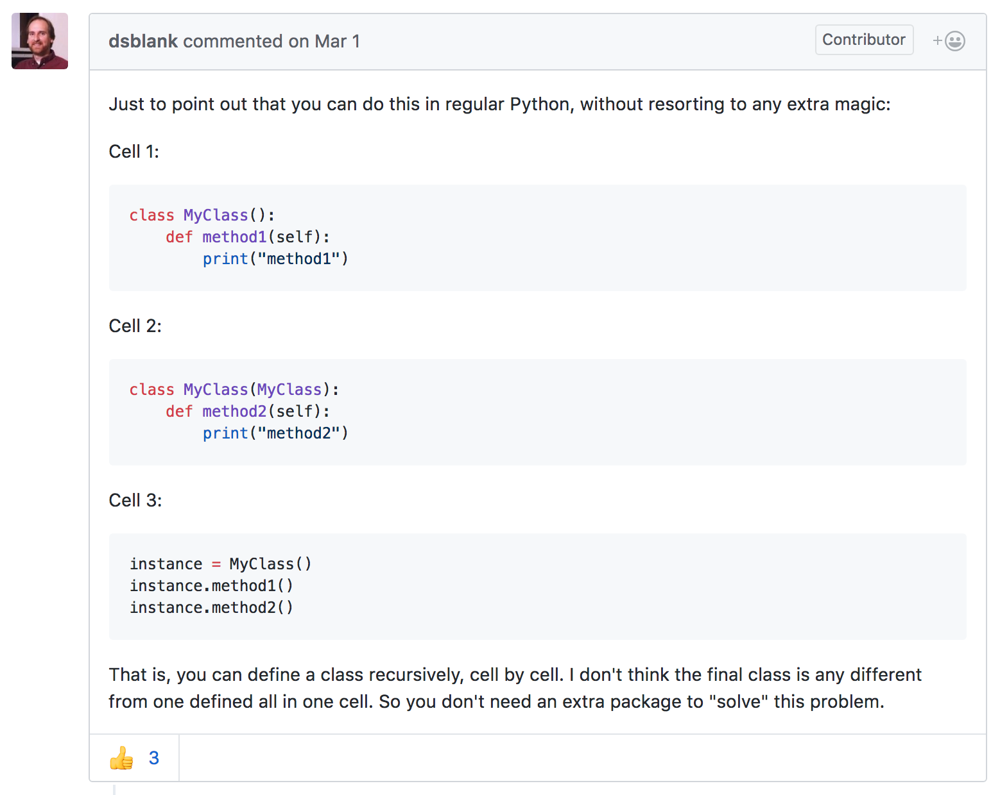 dsblank commented on Mar 1
Contributor
+
Just to point out that you can do this in regular Python, without resorting to any extra magic:
Cell 1:
class MyClass():
    def method1(self):
        print("method1")
Cell 2:
class MyClass(MyClass):
    def method2(self):
        print("method2")
Cell 3:
instance = MyClass()
instance.method1()
instance.method2()
That is, you can define a class recursively, cell by cell. I don't think the final class is any different
from one defined all in one cell. So you don't need an extra package to "solve" this problem.
👍 3